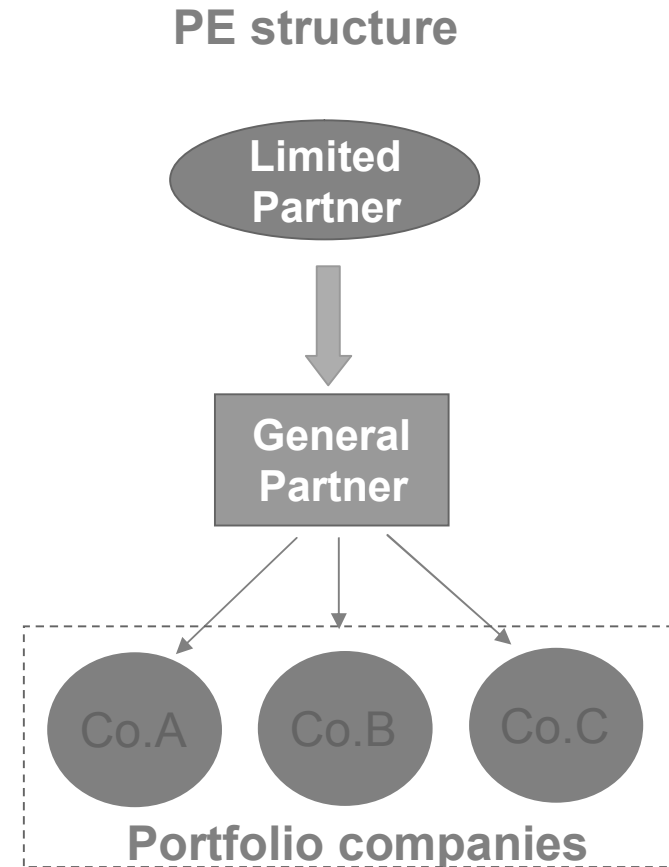 PE structure
Limited
Partner
General
Partner
Co.A
Co.B
Co.C
Portfolio companies